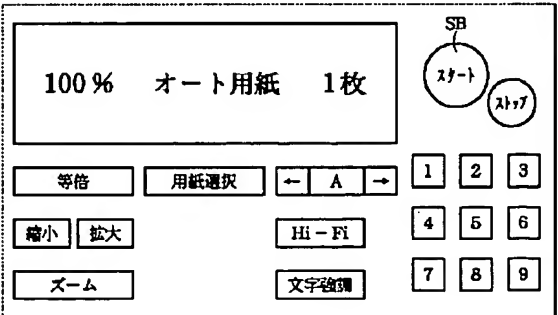 SB
100% オート用紙 1枚
スタート
ストップ
等倍 用紙選択 ← A → 1 2 3
縮小 拡大 Hi-Fi 4 5 6
ズーム 文字強調 7 8 9